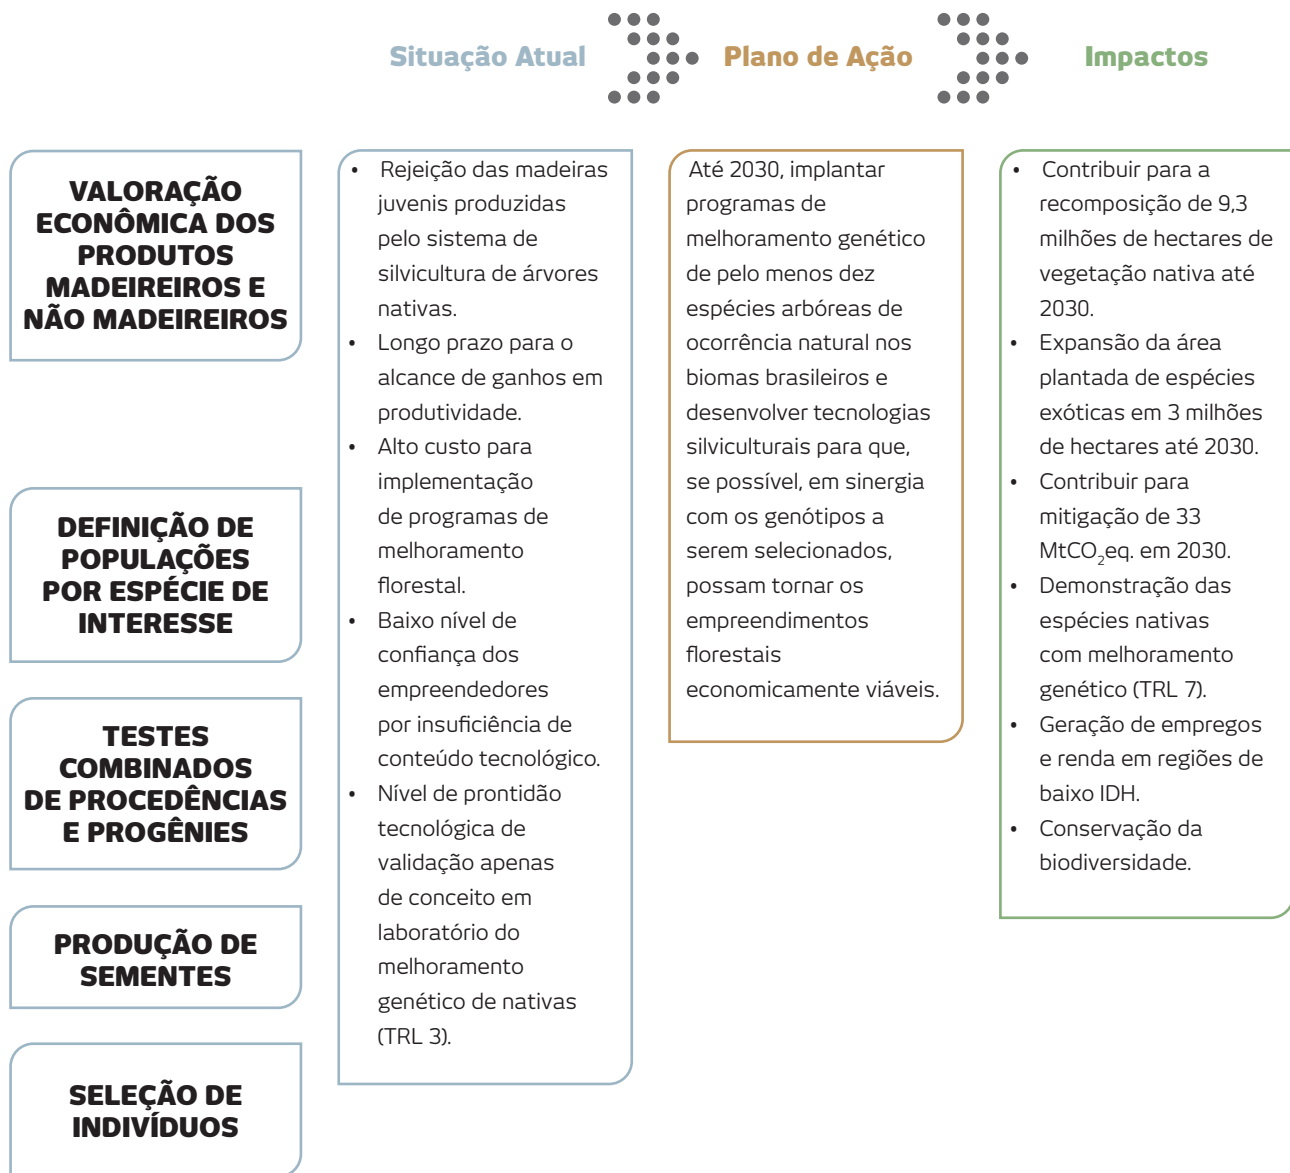 Situação Atual
Plano de Ação
Impactos
VALORAÇÃO
ECONÔMICA DOS
PRODUTOS
MADEIREIROS E
NÃO MADEIREIROS
DEFINIÇÃO DE
POPULAÇÕES
POR ESPÉCIE DE
INTERESSE
TESTES
COMBINADOS
DE PROCEDÊNCIAS
E PROGÊNIES
PRODUÇÃO DE
SEMENTES
SELEÇÃO DE
INDIVÍDUOS
• Rejeição das madeiras
juvenis produzidas
pelo sistema de
silvicultura de árvores
nativas.
• Longo prazo para o
alcance de ganhos em
produtividade.
• Alto custo para
implementação
de programas de
melhoramento
florestal.
• Baixo nível de
confiança dos
empreendedores
por insuficiência de
conteúdo tecnológico.
• Nível de prontidão
tecnológica de
validação apenas
de conceito em
laboratório do
melhoramento
genético de nativas
(TRL 3).
Até 2030, implantar
programas de
melhoramento genético
de pelo menos dez
espécies arbóreas de
ocorrência natural nos
biomas brasileiros e
desenvolver tecnologias
silviculturais para que,
se possível, em sinergia
com os genótipos a
serem selecionados,
possam tornar os
empreendimentos
florestais
economicamente viáveis.
• Contribuir para a
recomposição de 9,3
milhões de hectares de
vegetação nativa até
2030.
• Expansão da área
plantada de espécies
exóticas em 3 milhões
de hectares até 2030.
• Contribuir para
mitigação de 33
MtCO₂eq. em 2030.
• Demonstração das
espécies nativas
com melhoramento
genético (TRL 7).
• Geração de empregos
e renda em regiões de
baixo IDH.
• Conservação da
biodiversidade.